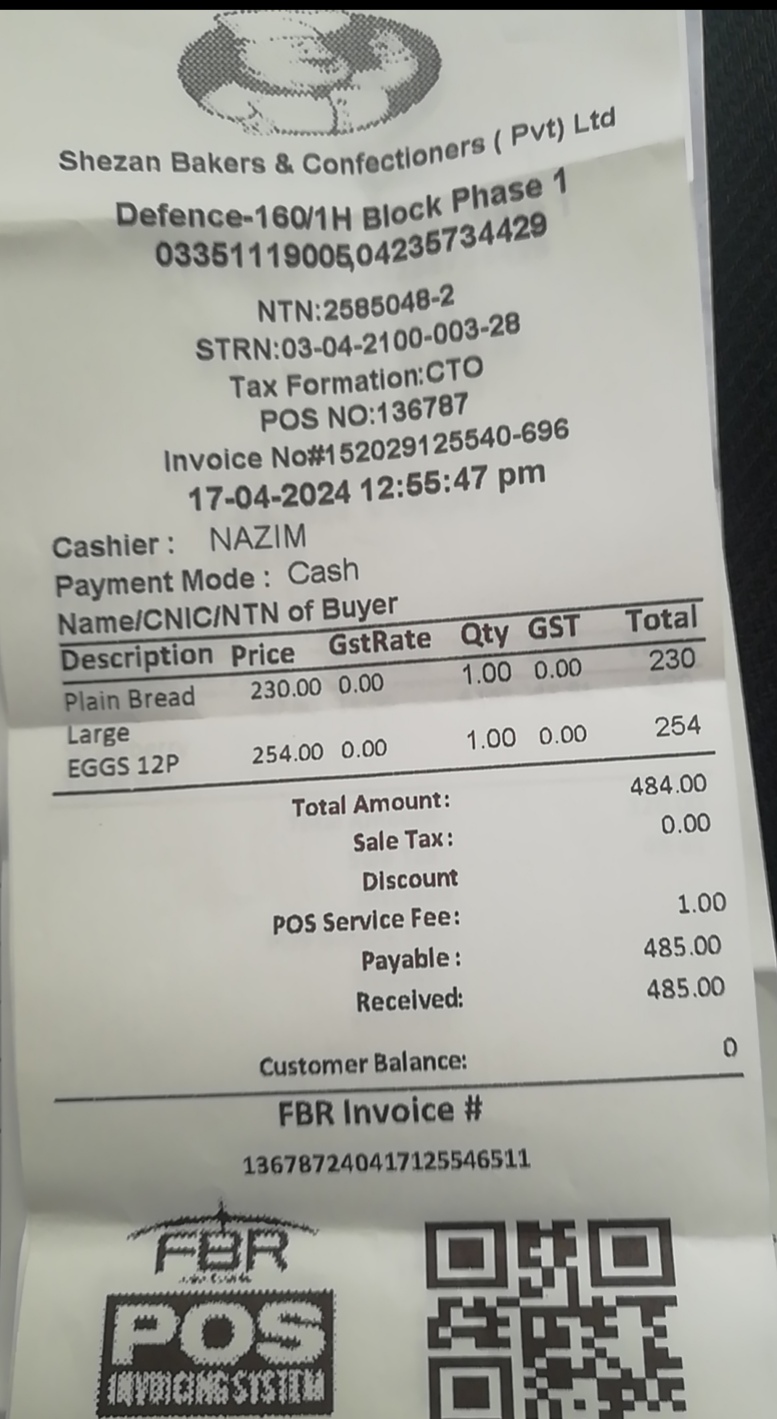 Shezan Bakers & Confectioners ( Pvt) Ltd
Defence-160/1H Block Phase 1
03351119005,04235734429
NTN:2585048-2
STRN:03-04-2100-003-28
Tax Formation:CTO
POS NO:136787
Invoice No#152029125540-696
17-04-2024 12:55:47 pm
Cashier : NAZIM
Payment Mode : Cash
Name/CNIC/NTN of Buyer
Description Price GstRate Qty GST Total
Plain Bread 230.00 0.00 1.00 0.00 230
Large
EGGS 12P 254.00 0.00 1.00 0.00 254
Total Amount: 484.00
Sale Tax: 0.00
Discount
POS Service Fee: 1.00
Payable : 485.00
Received: 485.00
Customer Balance: 0
FBR Invoice #
136787240417125546511
FBR
POS
INVOICING SYSTEM